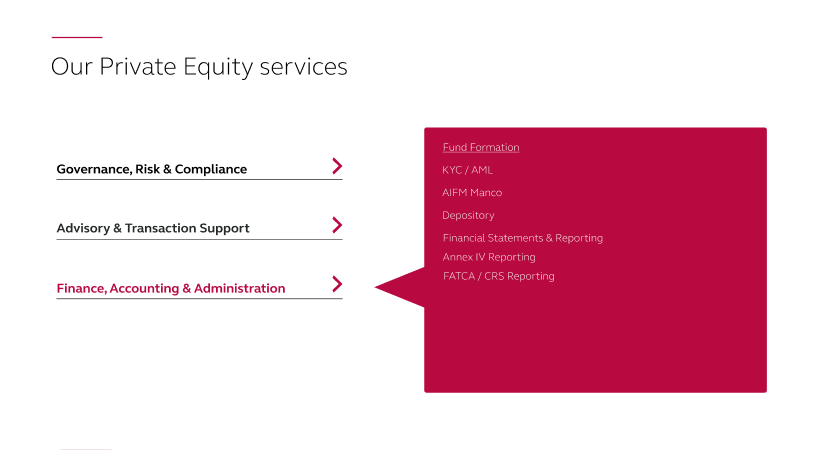 Our Private Equity services
Governance, Risk & Compliance
Advisory & Transaction Support
Finance, Accounting & Administration
Fund Formation
KYC / AML
AIFM Manco
Depository
Financial Statements & Reporting
Annex IV Reporting
FATCA / CRS Reporting